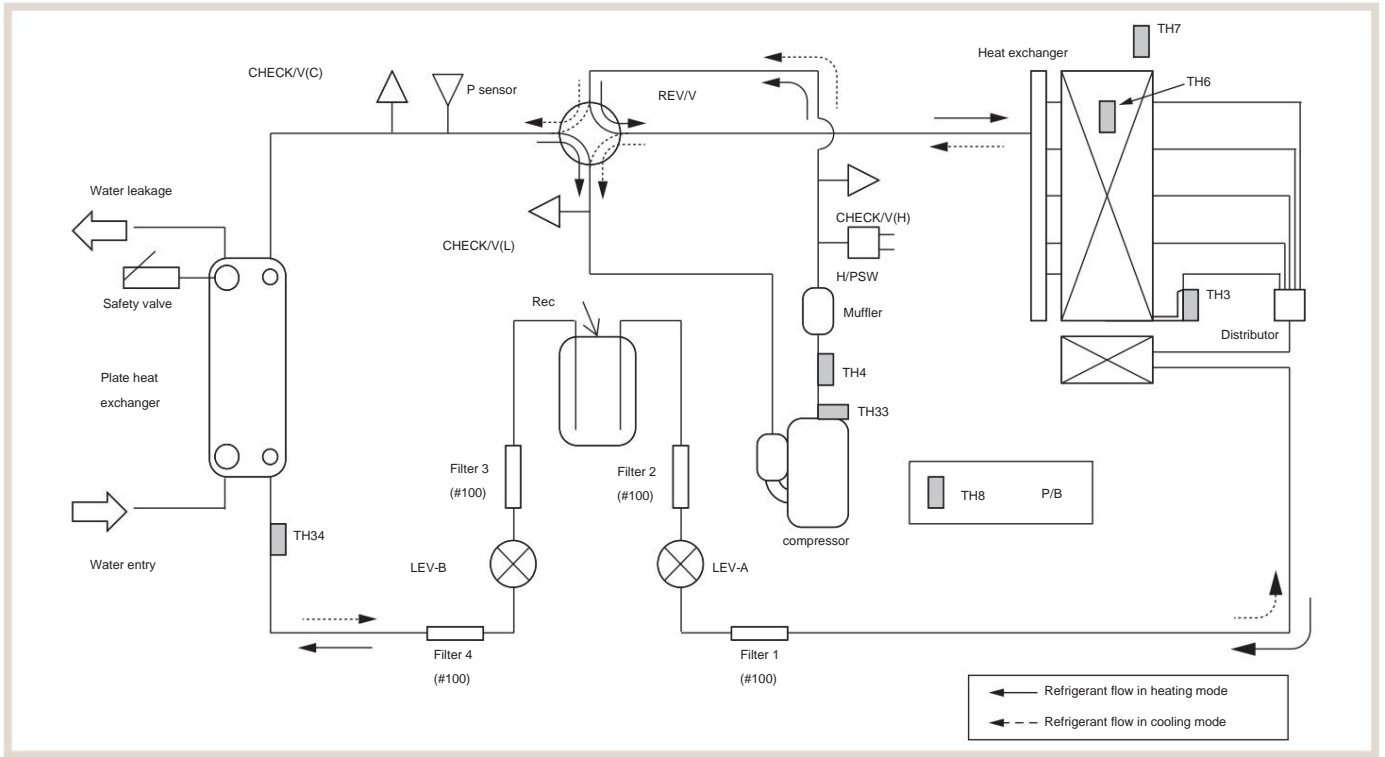 TH7
Heat exchanger
CHECK/V(C)
P sensor
TH6
REV/V
Water leakage
CHECK/V(H)
CHECK/V(L)
H/PSW
Safety valve
Rec
Muffler
TH3
Distributor
Plate heat
exchanger
TH4
TH33
Filter 3
(#100)
Filter 2
(#100)
TH8
P/B
TH34
compressor
Water entry
LEV-B
LEV-A
Filter 4
(#100)
Filter 1
(#100)
Refrigerant flow in heating mode
Refrigerant flow in cooling mode